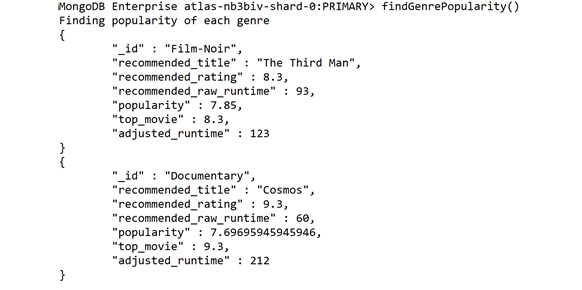 MongoDB Enterprise atlas-nb3biv-shard-0:PRIMARY> findGenrePopularity()
Finding popularity of each genre
{
"_id" : "Film-Noir",
"recommended_title" : "The Third Man",
"recommended_rating" : 8.3,
"recommended_raw_runtime" : 93,
"popularity" : 7.85,
"top_movie" : 8.3,
"adjusted_runtime" : 123
}
{
"_id" : "Documentary",
"recommended_title" : "Cosmos",
"recommended_rating" : 9.3,
"recommended_raw_runtime" : 60,
"popularity" : 7.69695945945946,
"top_movie" : 9.3,
"adjusted_runtime" : 212
}